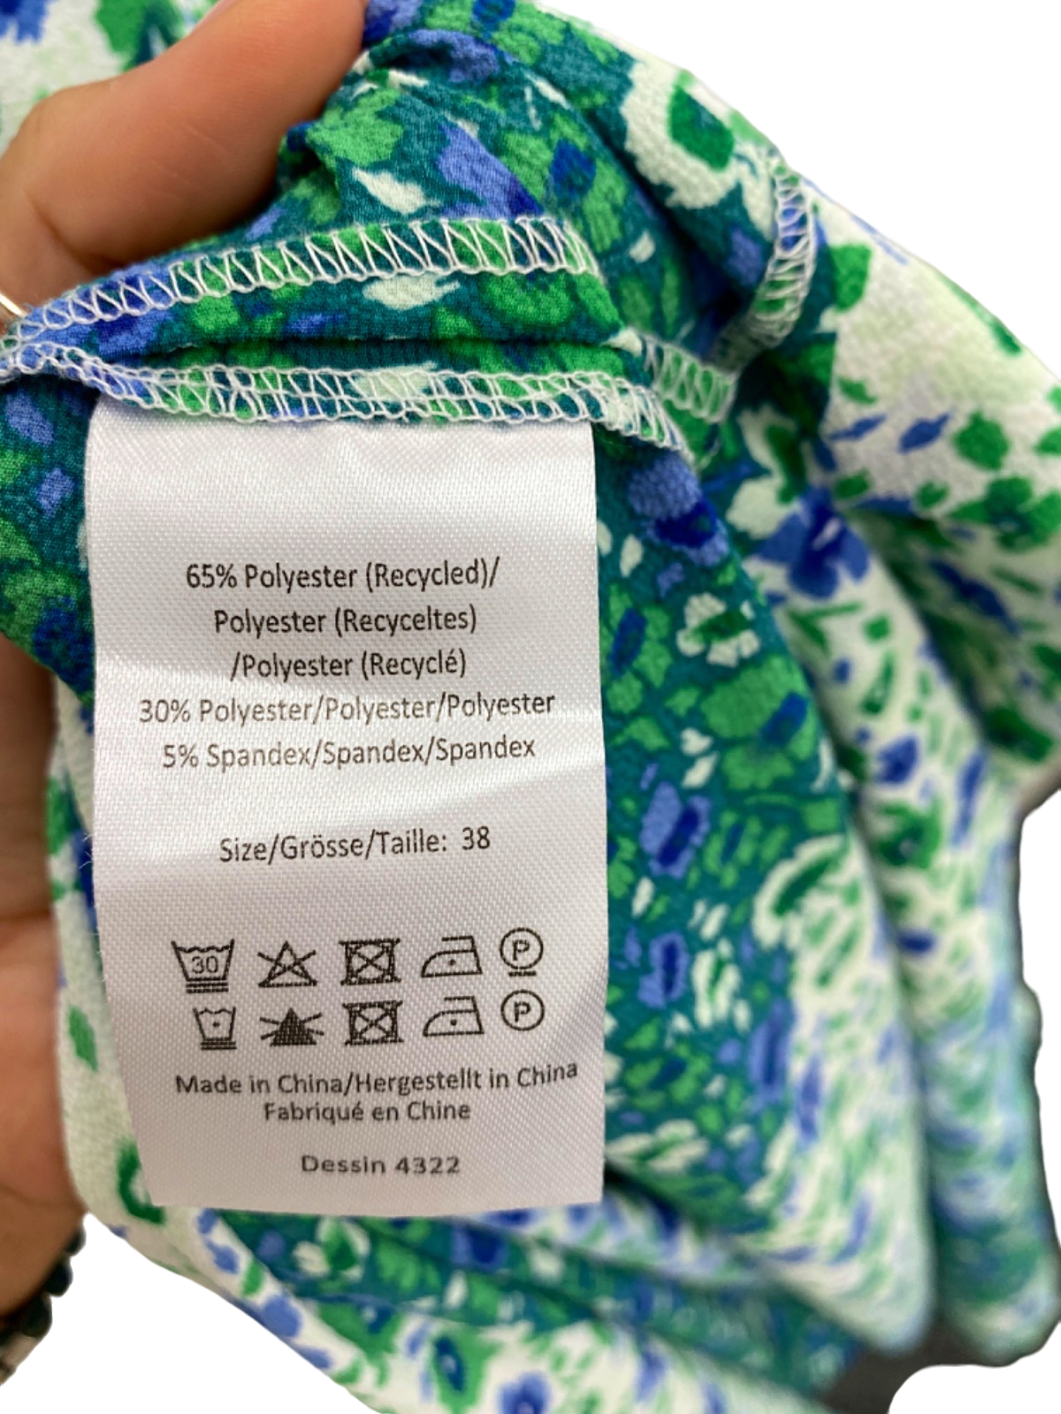 65% Polyester (Recycled)/
Polyester (Recyceltes)
/Polyester (Recyclé)
30% Polyester/Polyester/Polyester
5% Spandex/Spandex/Spandex
Size/Grösse/Taille: 38
30 P
P
Made in China/Hergestellt in China
Fabriqué en Chine
Dessin 4322